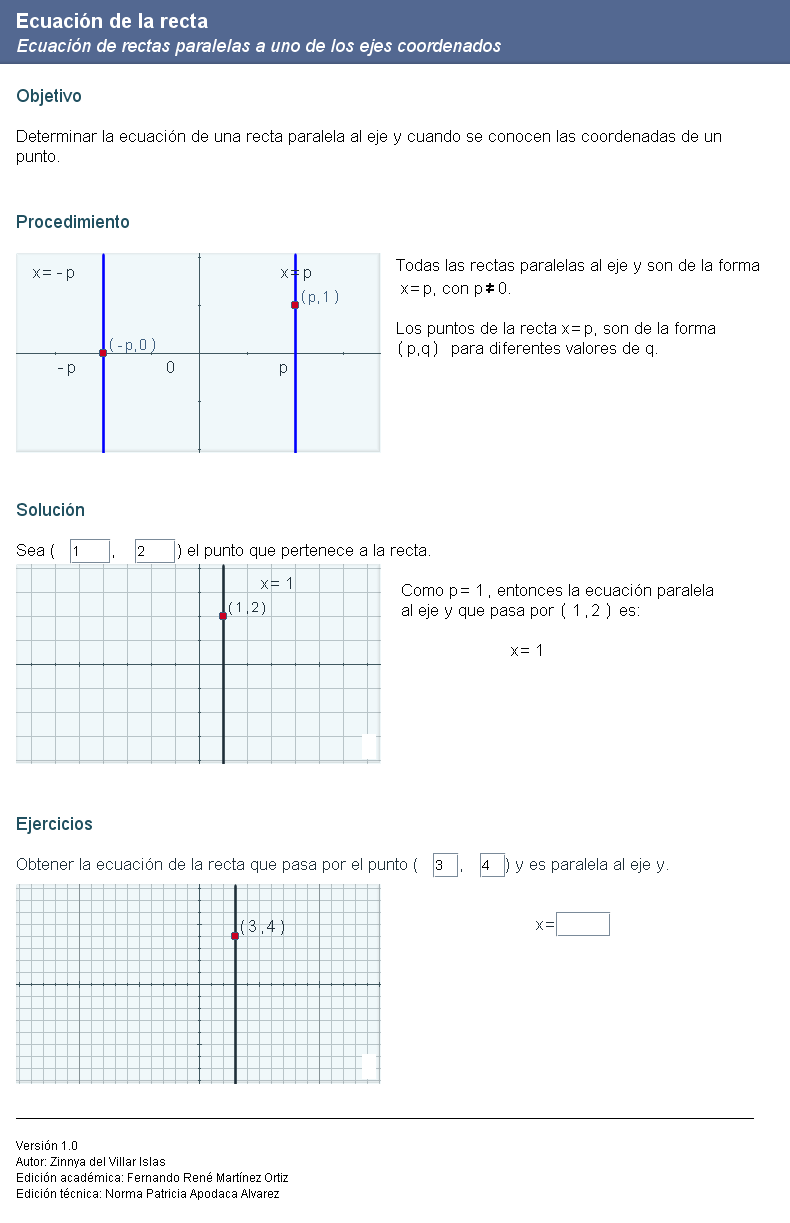 Ecuación de la recta
Ecuación de rectas paralelas a uno de los ejes coordenados
Objetivo
Determinar la ecuación de una recta paralela al eje y cuando se conocen las coordenadas de un
punto.
Procedimiento
x= -p
x=p
(p,1)
(-p,0)
-p
0
p
Todas las rectas paralelas al eje y son de la forma
x=p, con p≠0.
Los puntos de la recta x=p, son de la forma
(p,q) para diferentes valores de q.
Solución
Sea ( 1 , 2 ) el punto que pertenece a la recta.
x= 1
(1,2)
Como p= 1 , entonces la ecuación paralela
al eje y que pasa por ( 1 ,2 ) es:
x= 1
Ejercicios
Obtener la ecuación de la recta que pasa por el punto ( 3 , 4 ) y es paralela al eje y.
(3,4)
x=
Versión 1.0
Autor: Zinnya del Villar Islas
Edición académica: Fernando René Martínez Ortiz
Edición técnica: Norma Patricia Apodaca Alvarez